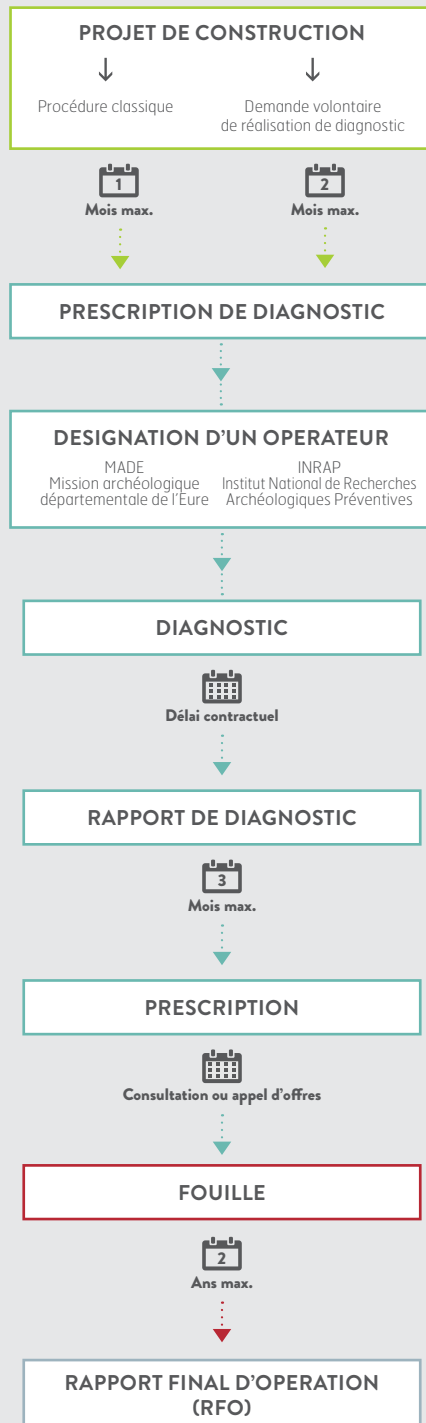 PROJET DE CONSTRUCTION
Procédure classique
Demande volontaire
de réalisation de diagnostic
1
Mois max.
2
Mois max.
PRESCRIPTION DE DIAGNOSTIC
DESIGNATION D'UN OPERATEUR
MADE
Mission archéologique
départementale de l'Eure
INRAP
Institut National de Recherches
Archéologiques Préventives
DIAGNOSTIC
Délai contractuel
RAPPORT DE DIAGNOSTIC
3
Mois max.
PRESCRIPTION
Consultation ou appel d'offres
FOUILLE
2
Ans max.
RAPPORT FINAL D'OPERATION
(RFO)